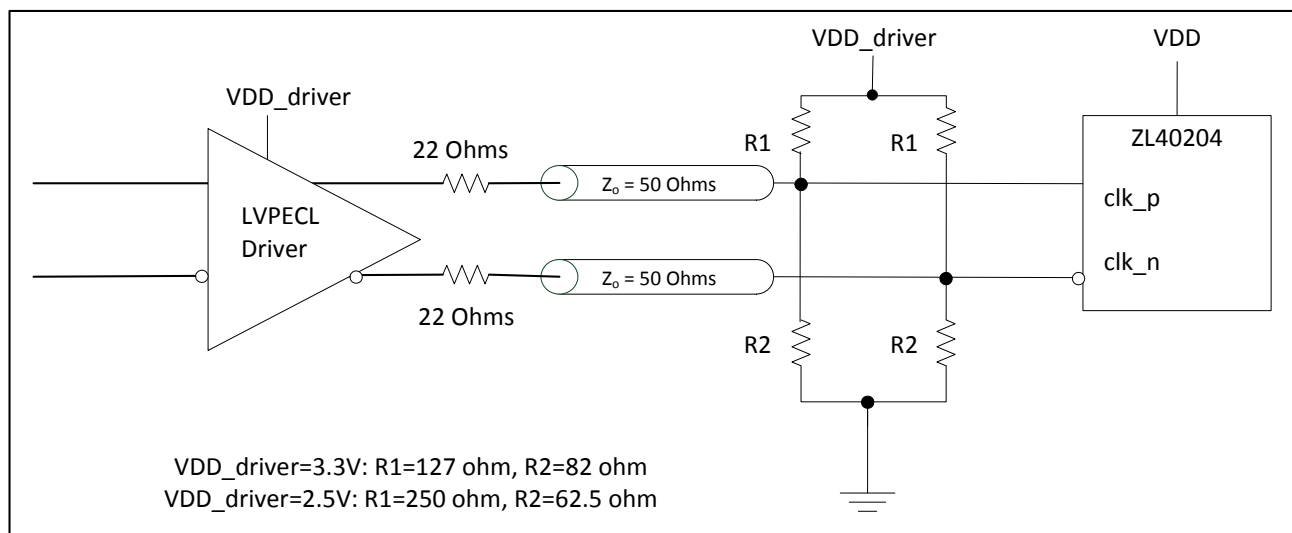 VDD_driver
VDD
VDD_driver
ZL40204
R1
R1
22 Ohms
Zo = 50 Ohms
clk_p
LVPECL
Driver
clk_n
Zo = 50 Ohms
22 Ohms
R2
R2
VDD_driver=3.3V: R1=127 ohm, R2=82 ohm
VDD_driver=2.5V: R1=250 ohm, R2=62.5 ohm